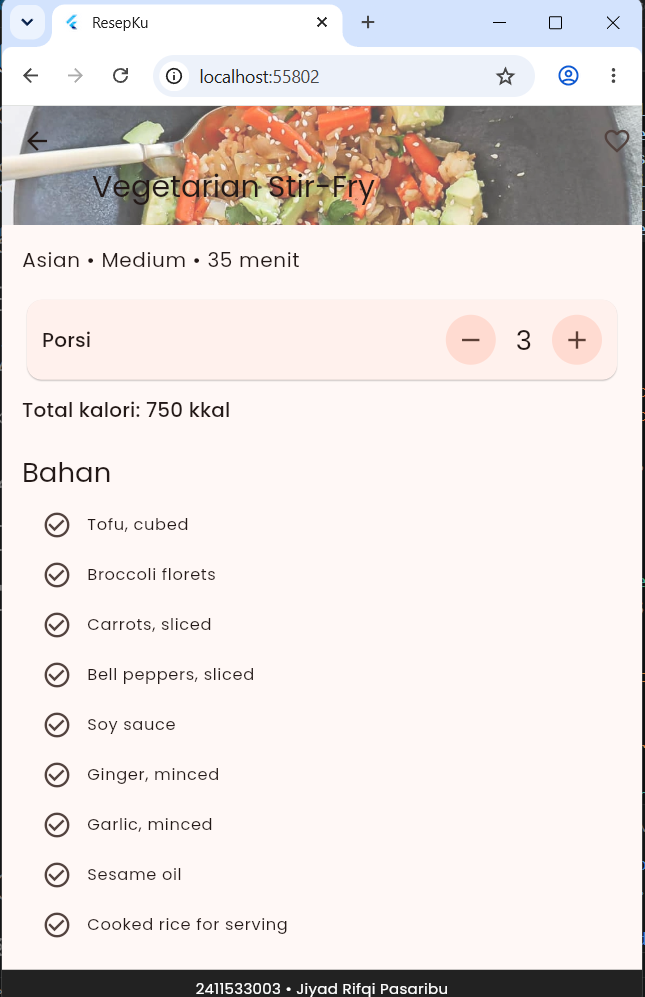 ResepKu
localhost:55802
Vegetarian Stir-Fry
Asian • Medium • 35 menit
Porsi
3
Total kalori: 750 kkal
Bahan
Tofu, cubed
Broccoli florets
Carrots, sliced
Bell peppers, sliced
Soy sauce
Ginger, minced
Garlic, minced
Sesame oil
Cooked rice for serving
2411533003 • Jiyad Rifqi Pasaribu